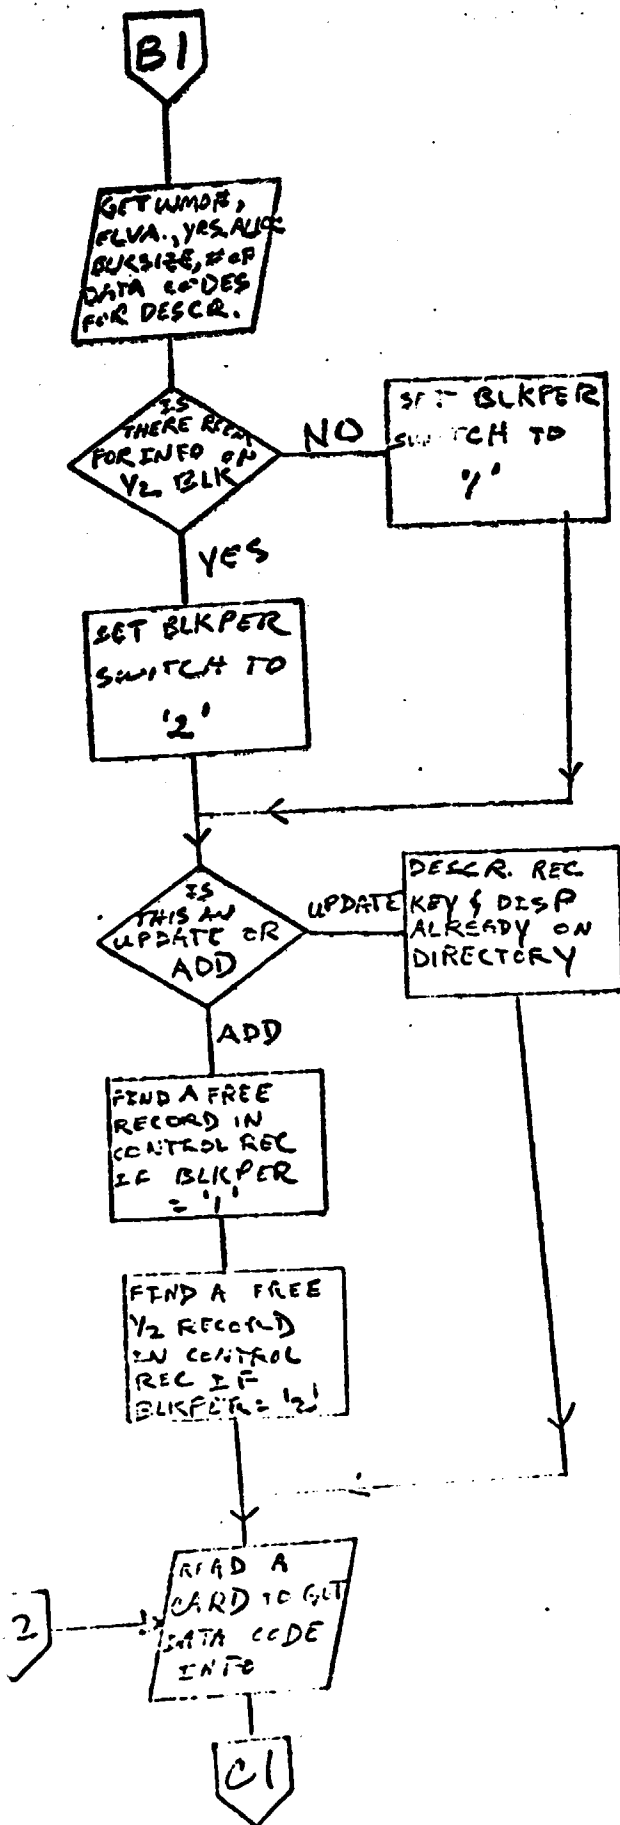 B1
GET WMO#,
ELVA., YRS,
BLKSIZE, # OF
DATA CODES
FOR DESCR.
IS
THERE ROOM
FOR INFO ON
1/2 BLK
NO
SET BLKPER
SWITCH TO
'1'
YES
SET BLKPER
SWITCH TO
'2'
IS
THIS AN
UPDATE OR
ADD
UPDATE
DESCR. REC
KEY & DISP
ALREADY ON
DIRECTORY
ADD
FIND A FREE
RECORD IN
CONTROL REC
IF BLKPER
= '1'
FIND A FREE
1/2 RECORD
IN CONTROL
REC IF
BLKPER = '2'
2
READ A
CARD TO GET
DATA CODE
INFO
C1